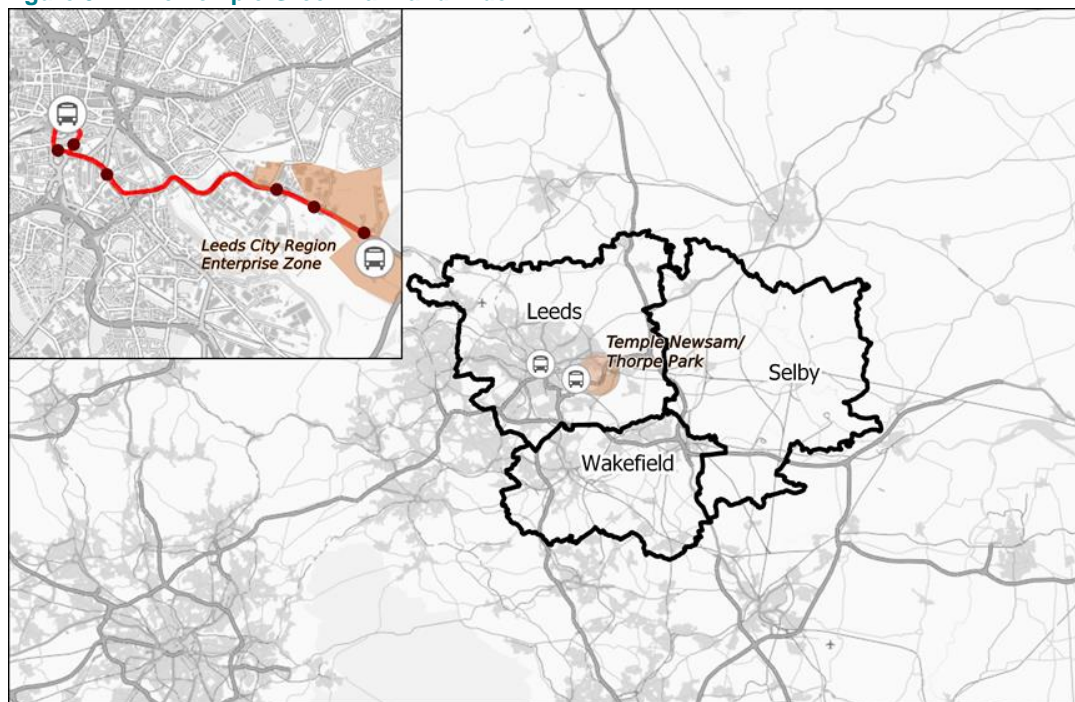 Leeds City Region
Enterprise Zone
Leeds
Temple Newsam/
Thorpe Park
Selby
Wakefield